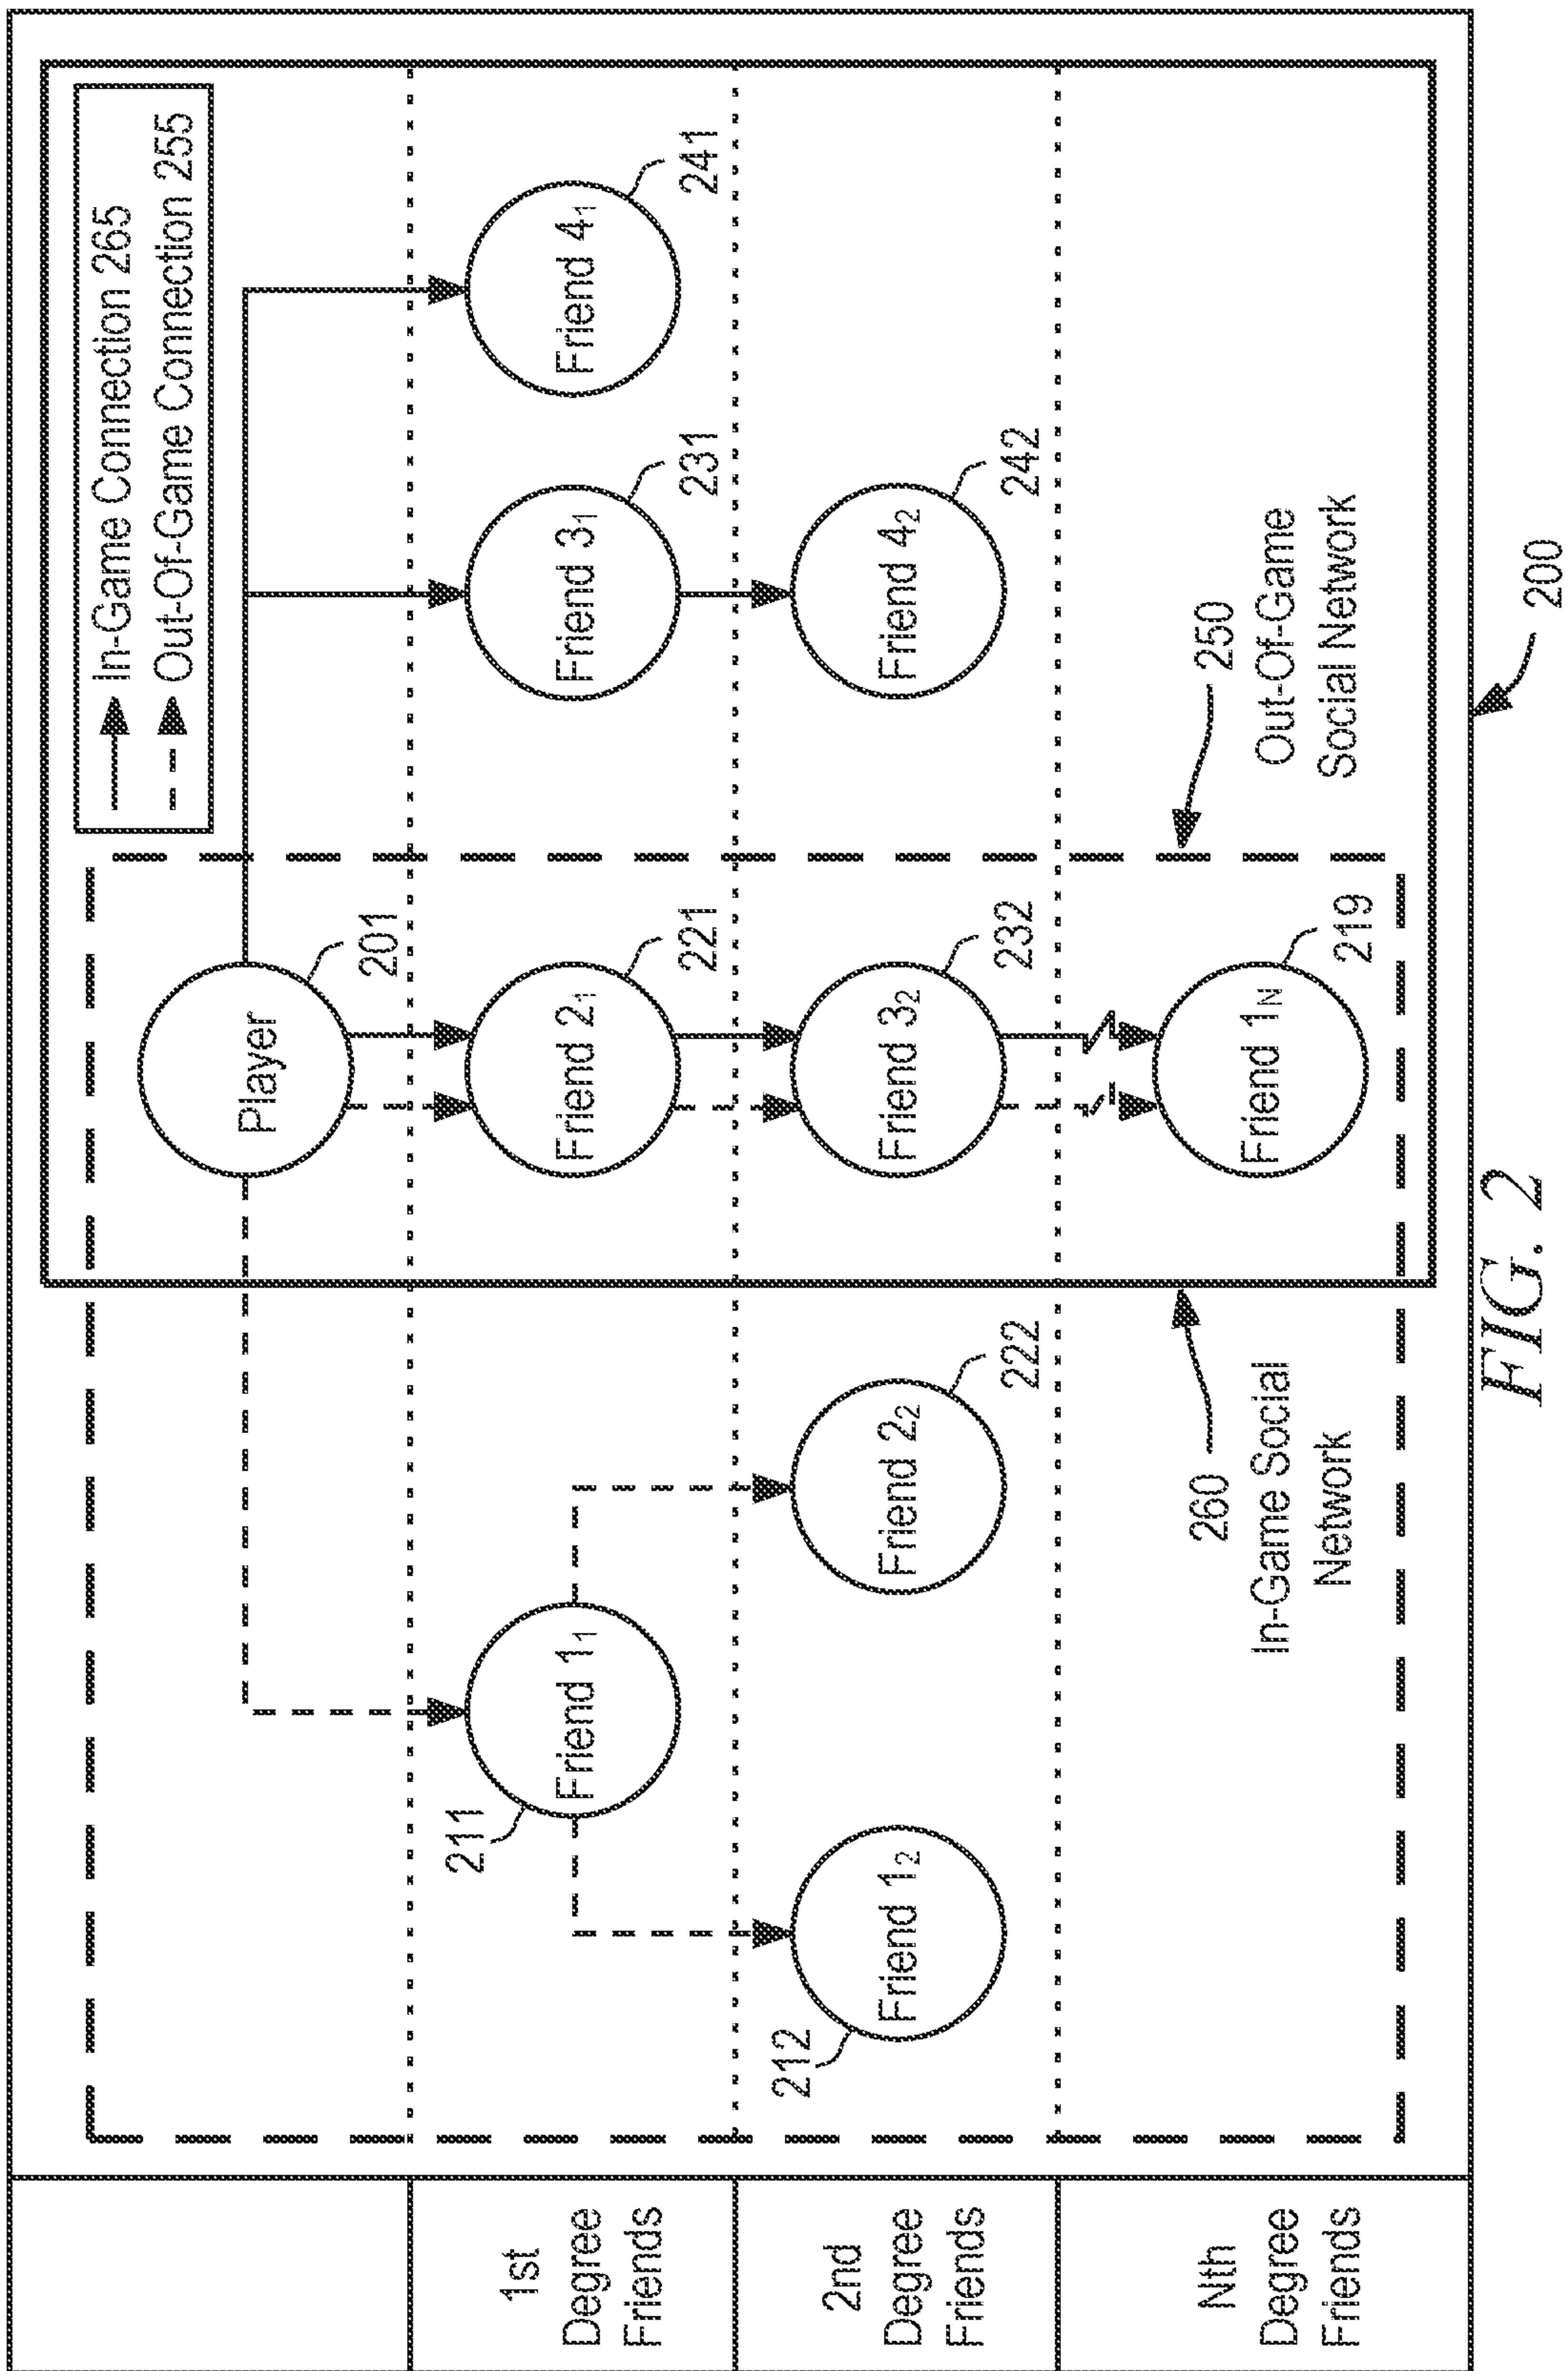 In-Game Connection 265
Out-Of-Game Connection 255
Player
201
1st
Degree
Friends
211
Friend 1₁
Friend 2₁
221
Friend 3₁
231
Friend 4₁
241
2nd
Degree
Friends
212
Friend 1₂
Friend 2₂
222
Friend 3₂
232
Friend 4₂
242
Nth
Degree
Friends
260
In-Game Social
Network
Friend 1ₙ
219
250
Out-Of-Game
Social Network
200
FIG. 2